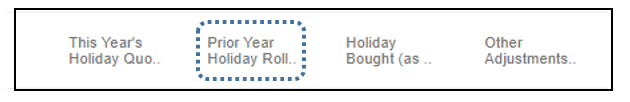 This Year's
Holiday Quo..
Prior Year
Holiday Roll..
Holiday
Bought (as ..
Other
Adjustments..